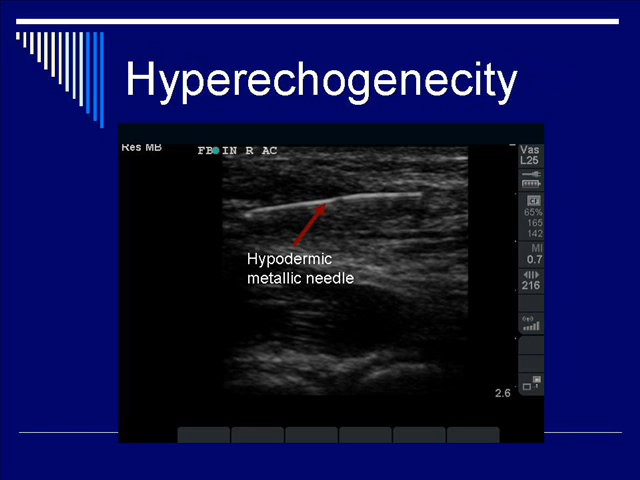 Hyperechogenecity
Res MB
FB IN R AC
Vas
L25
65%
165
142
MI
0.7
216
Hypodermic
metallic needle
2.6